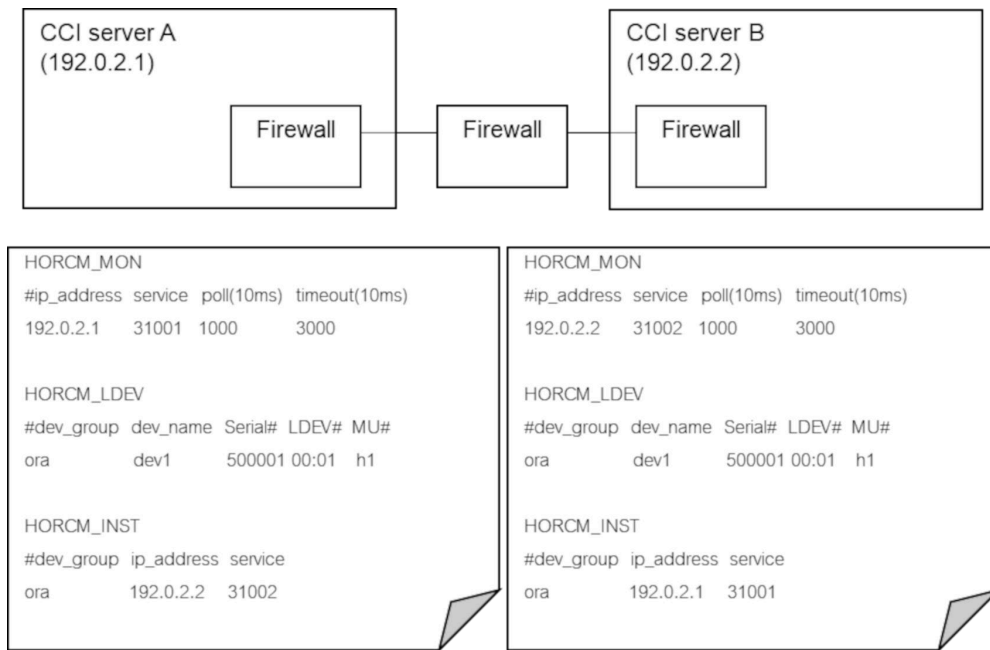 CCI server A
(192.0.2.1)
Firewall
Firewall
CCI server B
(192.0.2.2)
Firewall
HORCM_MON
#ip_address service poll(10ms) timeout(10ms)
192.0.2.1 31001 1000 3000
HORCM_LDEV
#dev_group dev_name Serial# LDEV# MU#
ora dev1 500001 00:01 h1
HORCM_INST
#dev_group ip_address service
ora 192.0.2.2 31002
HORCM_MON
#ip_address service poll(10ms) timeout(10ms)
192.0.2.2 31002 1000 3000
HORCM_LDEV
#dev_group dev_name Serial# LDEV# MU#
ora dev1 500001 00:01 h1
HORCM_INST
#dev_group ip_address service
ora 192.0.2.1 31001